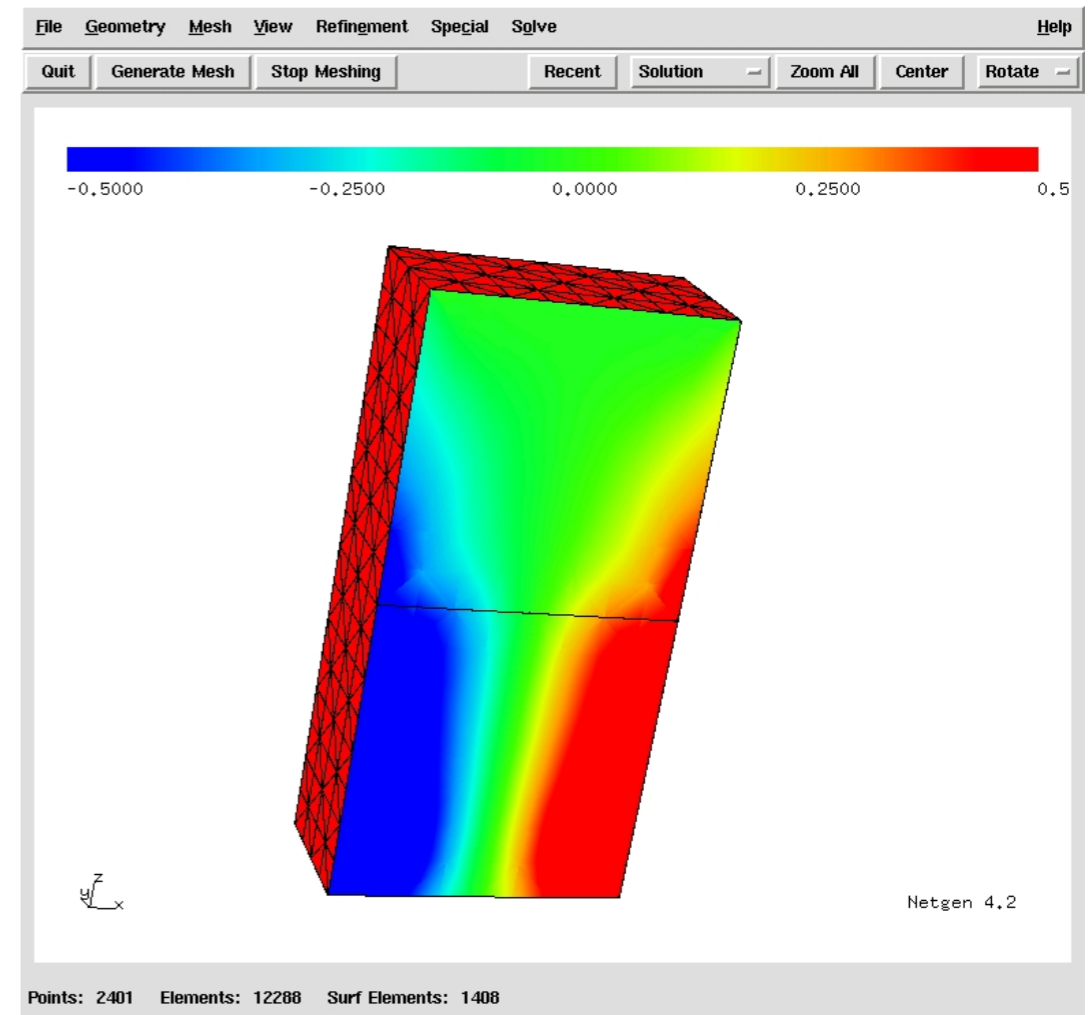 File Geometry Mesh View Refinement Special Solve Help
Quit Generate Mesh Stop Meshing Recent Solution Zoom All Center Rotate
-0.5000 -0.2500 0.0000 0.2500 0.5
z
y
x
Netgen 4.2
Points: 2401 Elements: 12288 Surf Elements: 1408